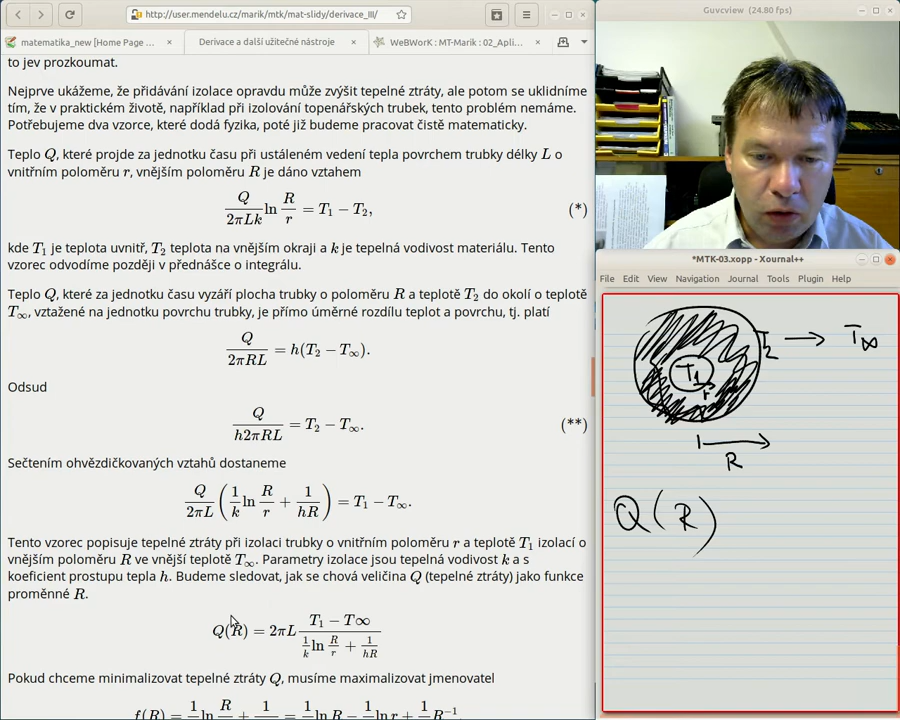 http://user.mendelu.cz/marik/mtk/mat-slidy/derivace_III/
Guvcview (24.80 fps)
matematika_new [Home Page ...
Derivace a další užitečné nástroje
WeBWorK : MT-Marik : 02_Apli...
to jev prozkoumat.
Nejprve ukážeme, že přidávání izolace opravdu může zvýšit tepelné ztráty, ale potom se uklidníme
tím, že v praktickém životě, například při izolování topenářských trubek, tento problém nemáme.
Potřebujeme dva vzorce, které dodá fyzika, poté již budeme pracovat čistě matematicky.
Teplo Q, které projde za jednotku času při ustáleném vedení tepla povrchem trubky délky L o
vnitřním poloměru r, vnějším poloměru R je dáno vztahem
Q/(2πLk) ln R/r = T₁ − T₂, (*)
kde T₁ je teplota uvnitř, T₂ teplota na vnějším okraji a k je tepelná vodivost materiálu. Tento
vzorec odvodíme později v přednášce o integrálu.
Teplo Q, které za jednotku času vyzáří plocha trubky o poloměru R a teplotě T₂ do okolí o teplotě
T∞, vztažené na jednotku povrchu trubky, je přímo úměrné rozdílu teplot a povrchu, tj. platí
Q/(2πRL) = h(T₂ − T∞).
Odsud
Q/(h2πRL) = T₂ − T∞. (**)
Sečtením ohvězdičkovaných vztahů dostaneme
Q/(2πL) (1/k ln R/r + 1/(hR)) = T₁ − T∞.
Tento vzorec popisuje tepelné ztráty při izolaci trubky o vnitřním poloměru r a teplotě T₁ izolací o
vnějším poloměru R ve vnější teplotě T∞. Parametry izolace jsou tepelná vodivost k a s
koeficient prostupu tepla h. Budeme sledovat, jak se chová veličina Q (tepelné ztráty) jako funkce
proměnné R.
Q(R) = 2πL (T₁ − T∞)/(1/k ln R/r + 1/(hR))
Pokud chceme minimalizovat tepelné ztráty Q, musíme maximalizovat jmenovatel
f(R) = 1/k ln R/r + 1/(hR) = 1/k ln R − 1/k ln r + 1/h R⁻¹
*MTK-03.xopp - Xournal++
File Edit View Navigation Journal Tools Plugin Help
T₂ → T∞
T₁
r
R
Q(R)